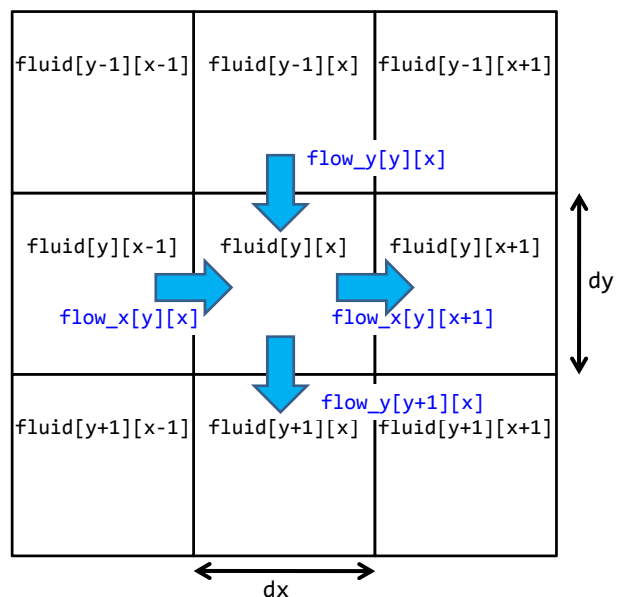 fluid[y-1][x-1] fluid[y-1][x] fluid[y-1][x+1]
flow_y[y][x]
fluid[y][x-1] fluid[y][x] fluid[y][x+1]
dy
flow_x[y][x] flow_x[y][x+1]
flow_y[y+1][x]
fluid[y+1][x-1] fluid[y+1][x] fluid[y+1][x+1]
dx